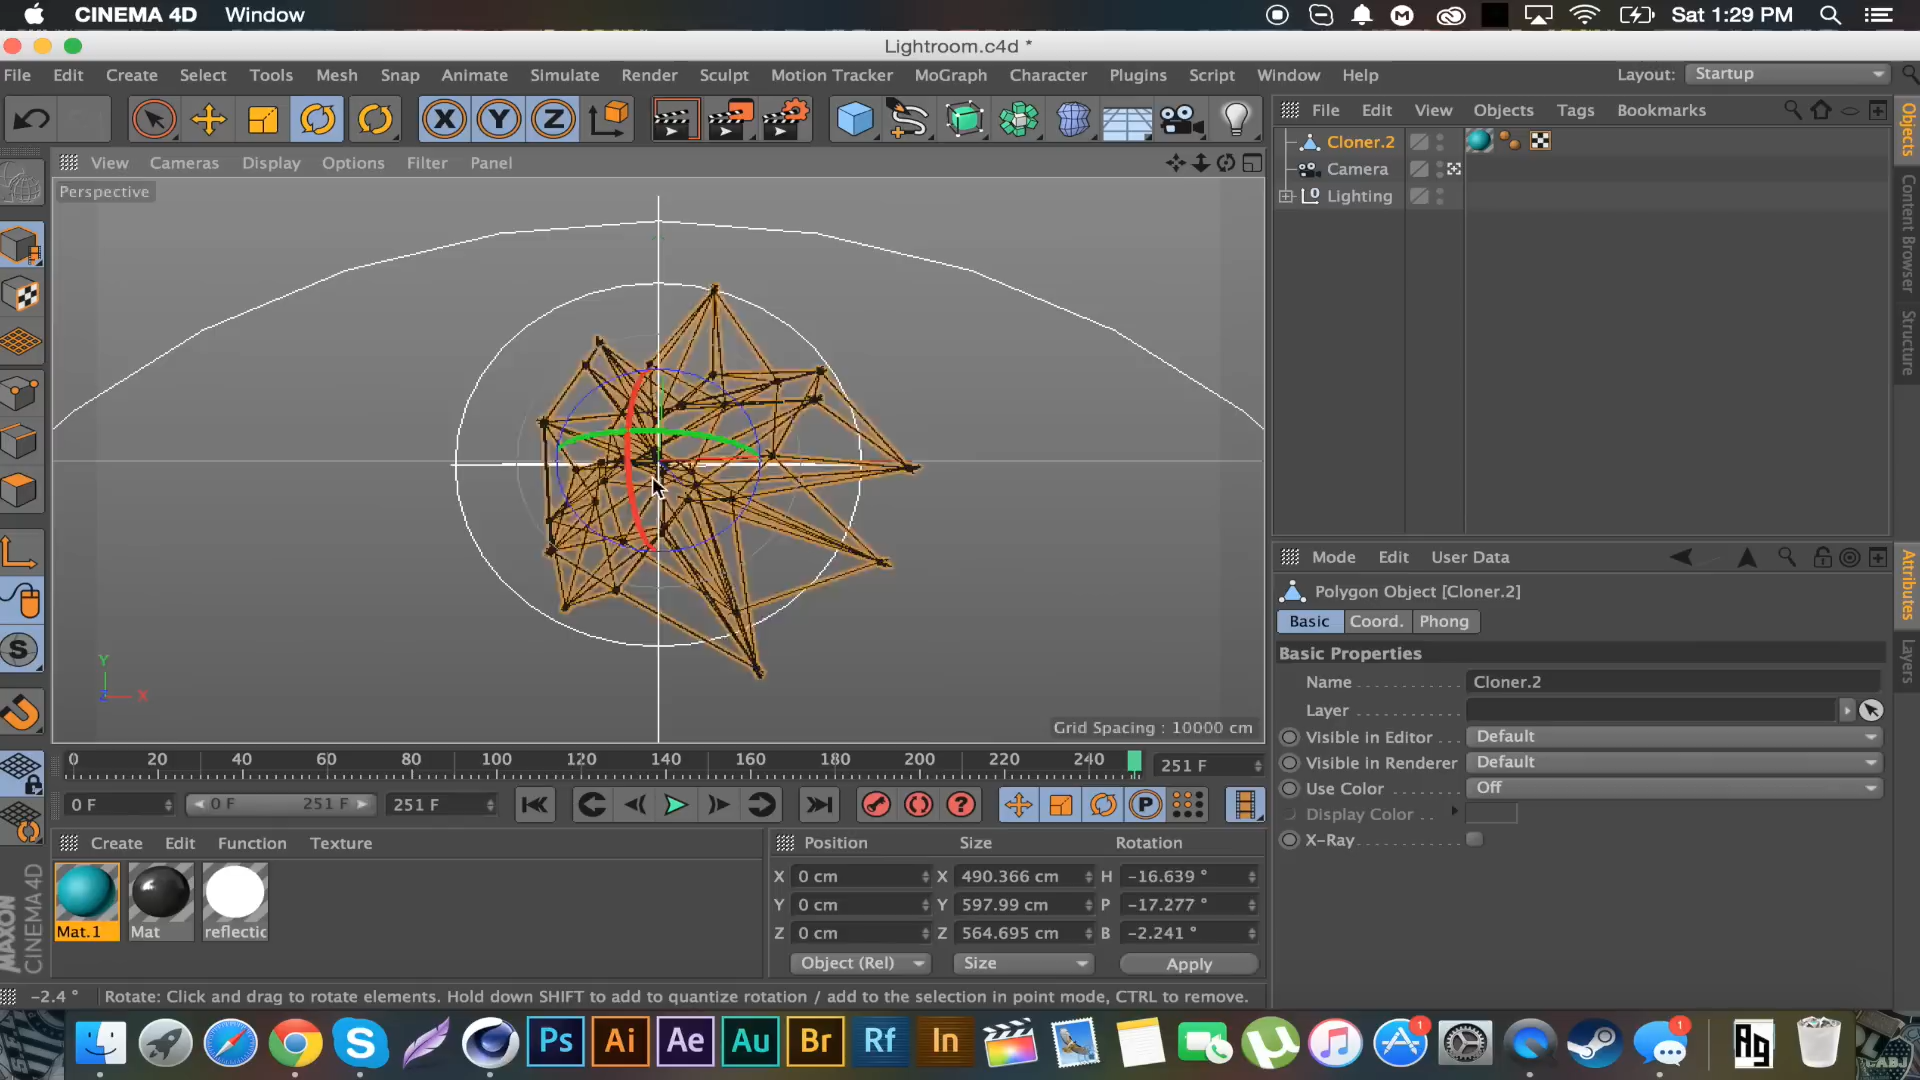 CINEMA 4D Window
Sat 1:29 PM
Lightroom.c4d *
File Edit Create Select Tools Mesh Snap Animate Simulate Render Sculpt Motion Tracker MoGraph Character Plugins Script Window Help
Layout: Startup
X Y Z
File Edit View Objects Tags Bookmarks
View Cameras Display Options Filter Panel
Perspective
Cloner.2
Camera
Lighting
Objects
Content Browser
Structure
Mode Edit User Data
Polygon Object [Cloner.2]
Basic Coord. Phong
Basic Properties
Name Cloner.2
Layer
Visible in Editor Default
Visible in Renderer Default
Use Color Off
Display Color
X-Ray
Attributes
Layers
S
Y
Z X
Grid Spacing : 10000 cm
0 20 40 60 80 100 120 140 160 180 200 220 240
251 F
0 F 0 F 251 F 251 F
P
Create Edit Function Texture
Mat.1 Mat reflectic
MAXON
CINEMA 4D
Position Size Rotation
X 0 cm X 490.366 cm H -16.639 °
Y 0 cm Y 597.99 cm P -17.277 °
Z 0 cm Z 564.695 cm B -2.241 °
Object (Rel) Size Apply
-2.4 ° Rotate: Click and drag to rotate elements. Hold down SHIFT to add to quantize rotation / add to the selection in point mode, CTRL to remove.
S Ps Ai Ae Au Br Rf In 1 1 Ag